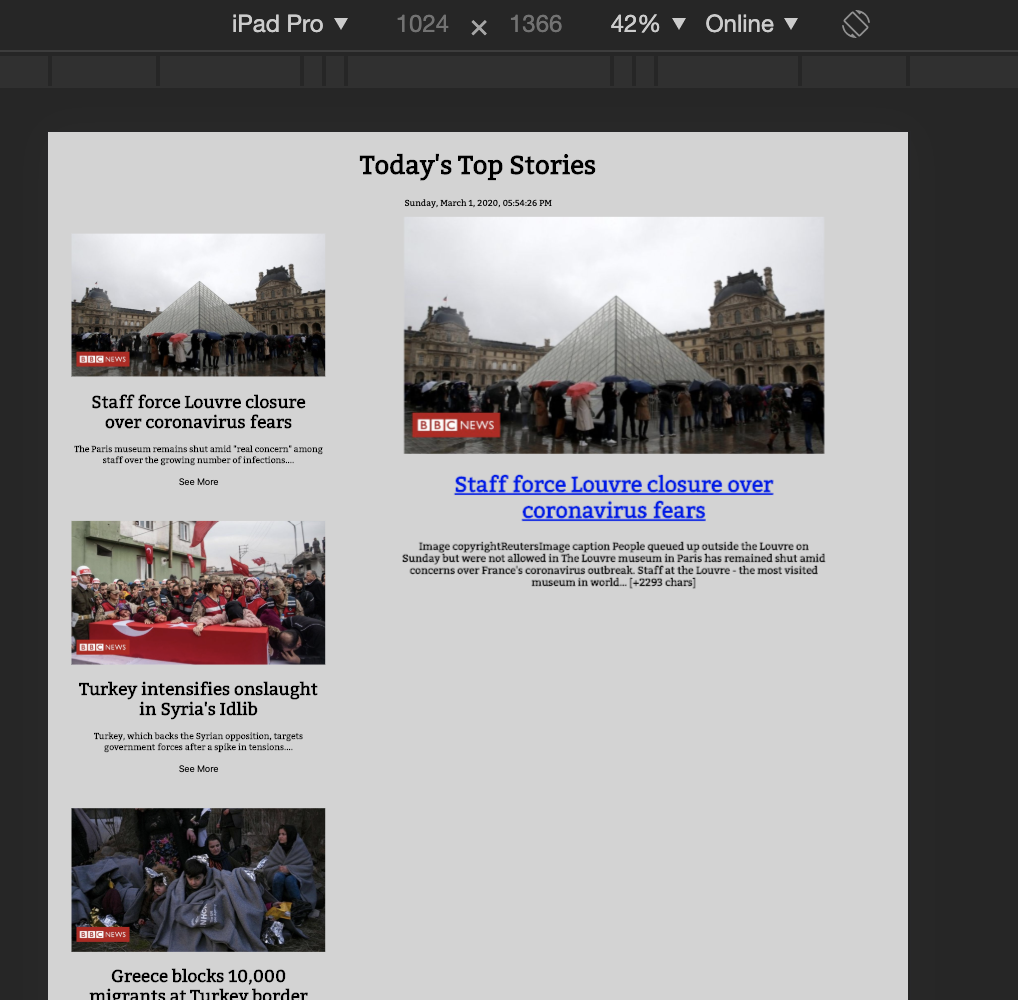 iPad Pro ▼ 1024 × 1366 42% ▼ Online ▼
Today's Top Stories
Sunday, March 1, 2020, 05:54:26 PM
BBC NEWS
Staff force Louvre closure
over coronavirus fears
The Paris museum remains shut amid "real concern" among
staff over the growing number of infections....
See More
BBC NEWS
Turkey intensifies onslaught
in Syria's Idlib
Turkey, which backs the Syrian opposition, targets
government forces after a spike in tensions....
See More
BBC NEWS
Greece blocks 10,000
migrants at Turkey border
BBC NEWS
Staff force Louvre closure over
coronavirus fears
Image copyrightReutersImage caption People queued up outside the Louvre on
Sunday but were not allowed in The Louvre museum in Paris has remained shut amid
concerns over France's coronavirus outbreak. Staff at the Louvre - the most visited
museum in world... [+2293 chars]